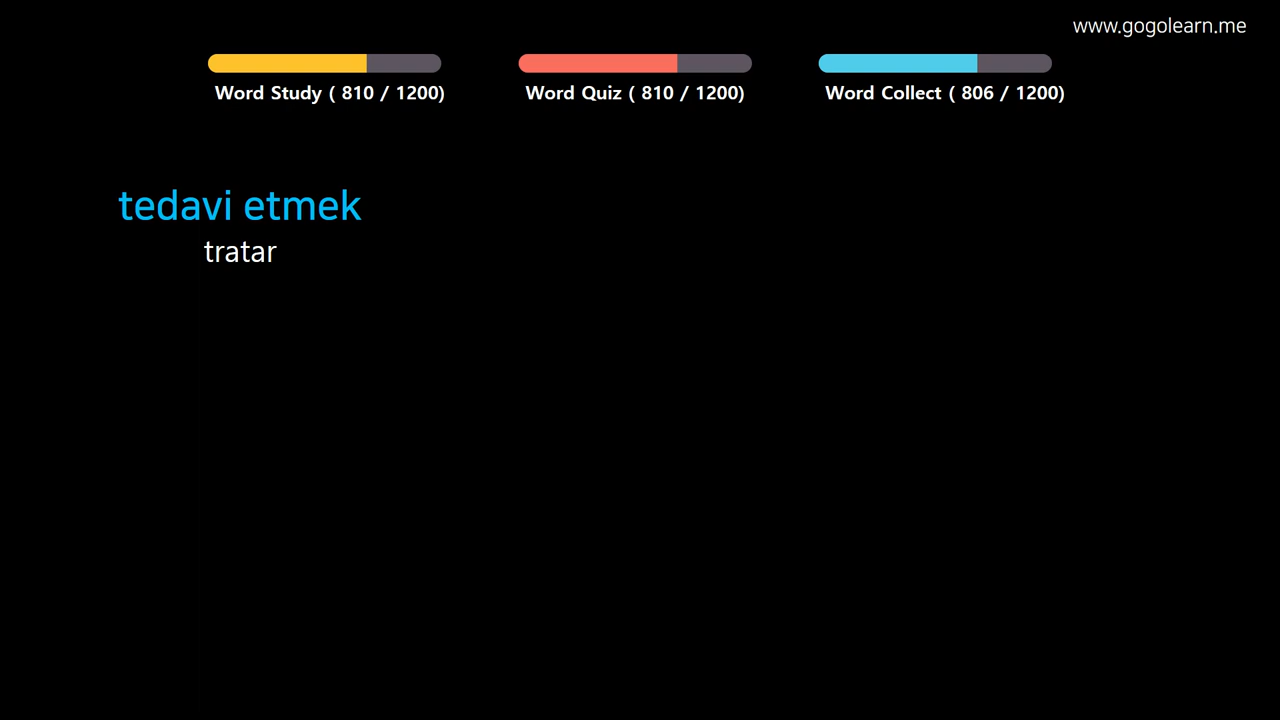 www.gogolearn.me
Word Study ( 810 / 1200)
Word Quiz ( 810 / 1200)
Word Collect ( 806 / 1200)
tedavi etmek
tratar